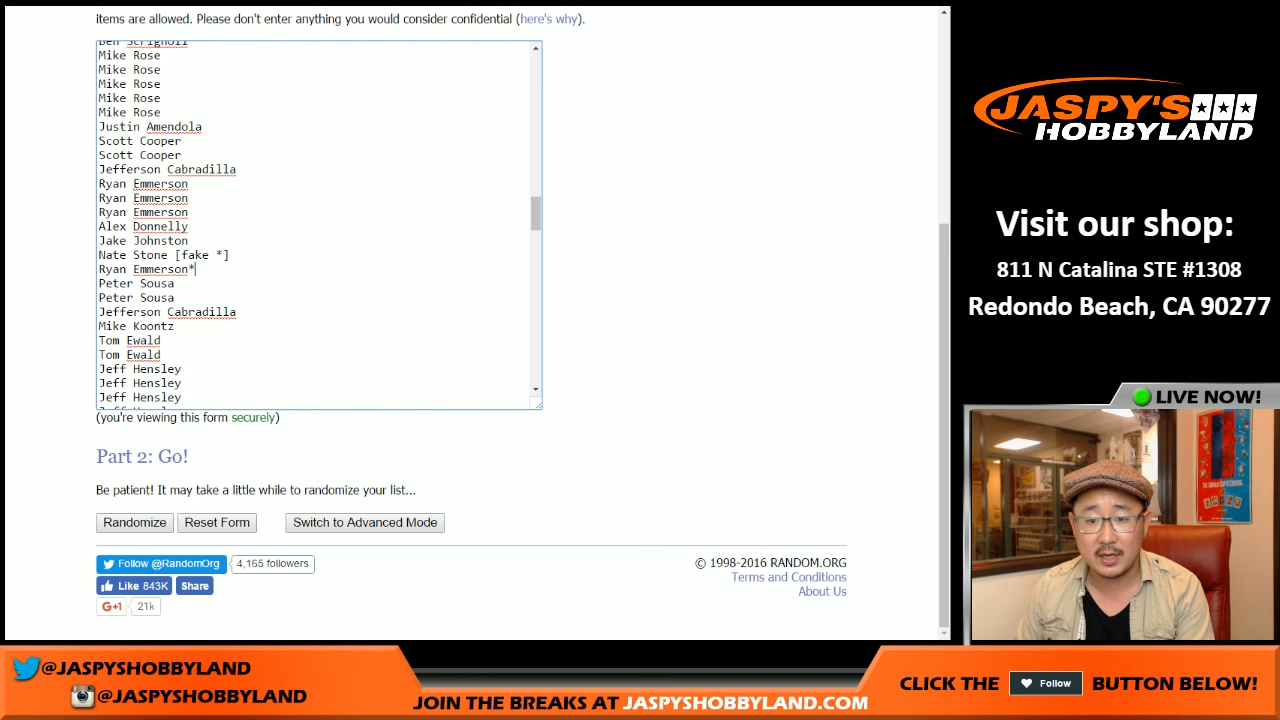 items are allowed. Please don't enter anything you would consider confidential (here's why).
Ben Scrignoli
Mike Rose
Mike Rose
Mike Rose
Mike Rose
Mike Rose
Justin Amendola
Scott Cooper
Scott Cooper
Jefferson Cabradilla
Ryan Emmerson
Ryan Emmerson
Ryan Emmerson
Alex Donnelly
Jake Johnston
Nate Stone [fake *]
Ryan Emmerson*
Peter Sousa
Peter Sousa
Jefferson Cabradilla
Mike Koontz
Tom Ewald
Tom Ewald
Jeff Hensley
Jeff Hensley
Jeff Hensley
(you're viewing this form securely)
Part 2: Go!
Be patient! It may take a little while to randomize your list...
Randomize Reset Form Switch to Advanced Mode
Follow @RandomOrg 4,165 followers
Like 843K Share
G+1 21k
© 1998-2016 RANDOM.ORG
Terms and Conditions
About Us
JASPY'S
HOBBYLAND
Visit our shop:
811 N Catalina STE #1308
Redondo Beach, CA 90277
LIVE NOW!
@JASPYSHOBBYLAND
@JASPYSHOBBYLAND
JOIN THE BREAKS AT JASPYSHOBBYLAND.COM
CLICK THE Follow BUTTON BELOW!